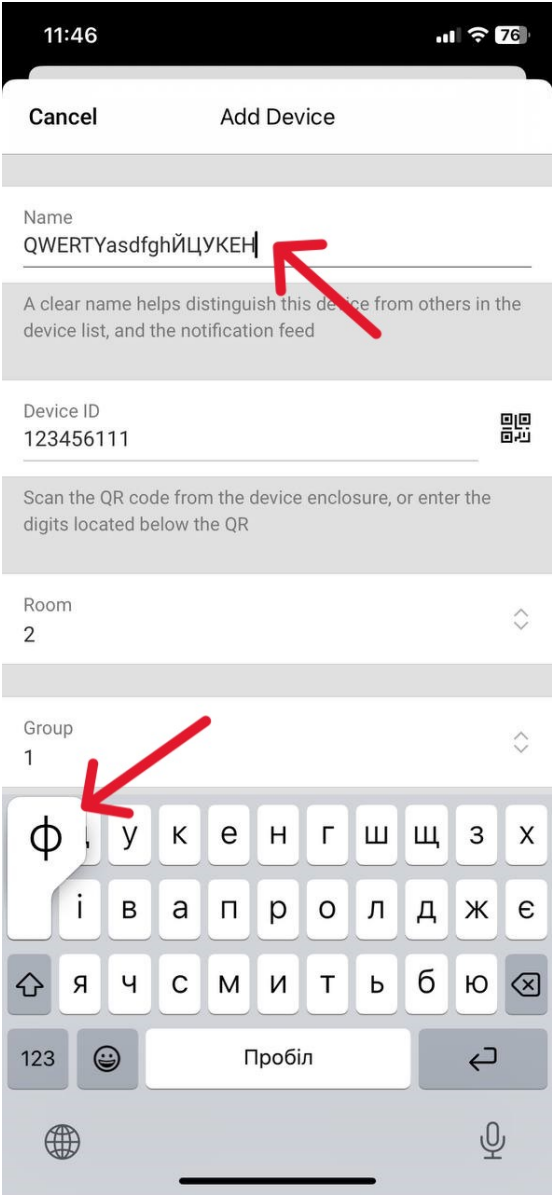 11:46
76
Cancel
Add Device
Name
QWERTYasdfghЙЦУКЕН
A clear name helps distinguish this device from others in the
device list, and the notification feed
Device ID
123456111
Scan the QR code from the device enclosure, or enter the
digits located below the QR
Room
2
Group
1
ф у к е н г ш щ з х
і в а п р о л д ж є
я ч с м и т ь б ю
123 Пробіл